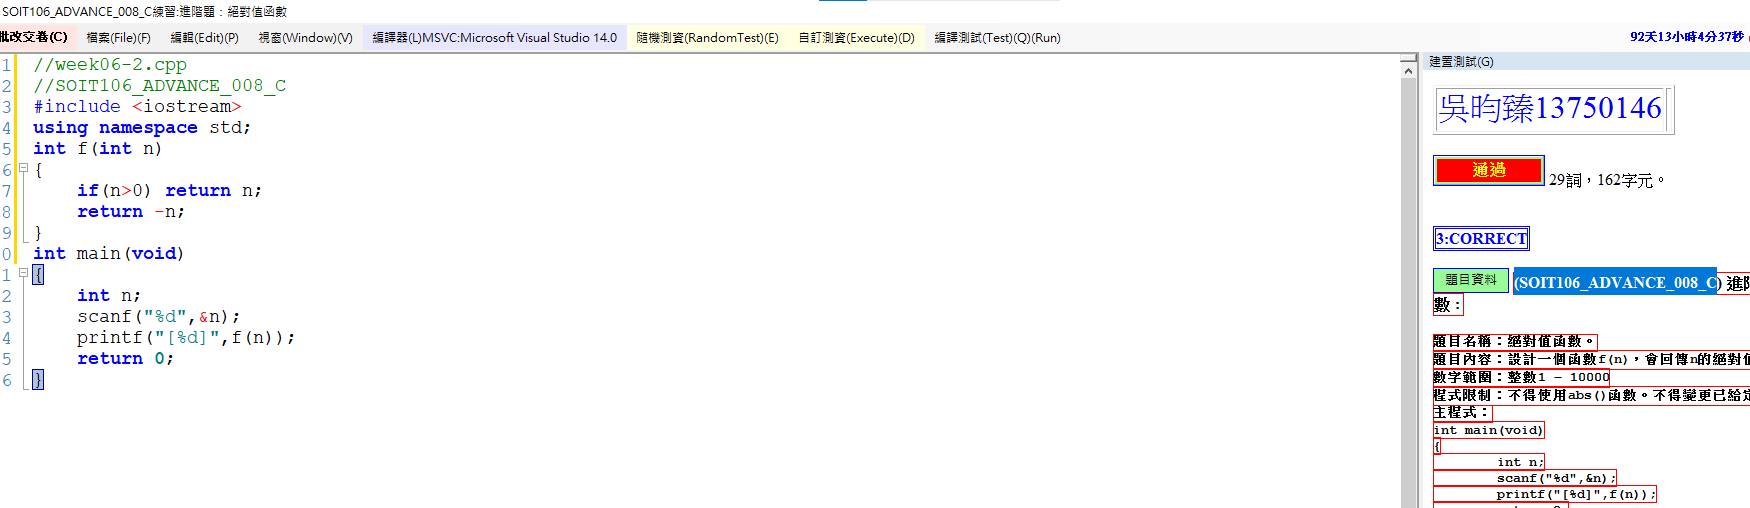 SOIT106_ADVANCE_008_C練習:進階題：絕對值函數
批改交卷(C) 檔案(File)(F) 編輯(Edit)(P) 視窗(Window)(V) 編譯器(L)MSVC:Microsoft Visual Studio 14.0 隨機測資(RandomTest)(E) 自訂測資(Execute)(D) 編譯測試(Test)(Q)(Run) 92天13小時4分37秒
1 //week06-2.cpp
2 //SOIT106_ADVANCE_008_C
3 #include <iostream>
4 using namespace std;
5 int f(int n)
6 {
7 if(n>0) return n;
8 return -n;
9 }
0 int main(void)
1 {
2 int n;
3 scanf("%d",&n);
4 printf("[%d]",f(n));
5 return 0;
6 }
建置測試(G)
吳昀臻13750146
通過 29詞，162字元。
3:CORRECT
題目資料 (SOIT106_ADVANCE_008_C) 進階
數：
題目名稱：絕對值函數。
題目內容：設計一個函數f(n)，會回傳n的絕對值
數字範圍：整數1 - 10000
程式限制：不得使用abs()函數。不得變更已給定
主程式：
int main(void)
{
int n;
scanf("%d",&n);
printf("[%d]",f(n));